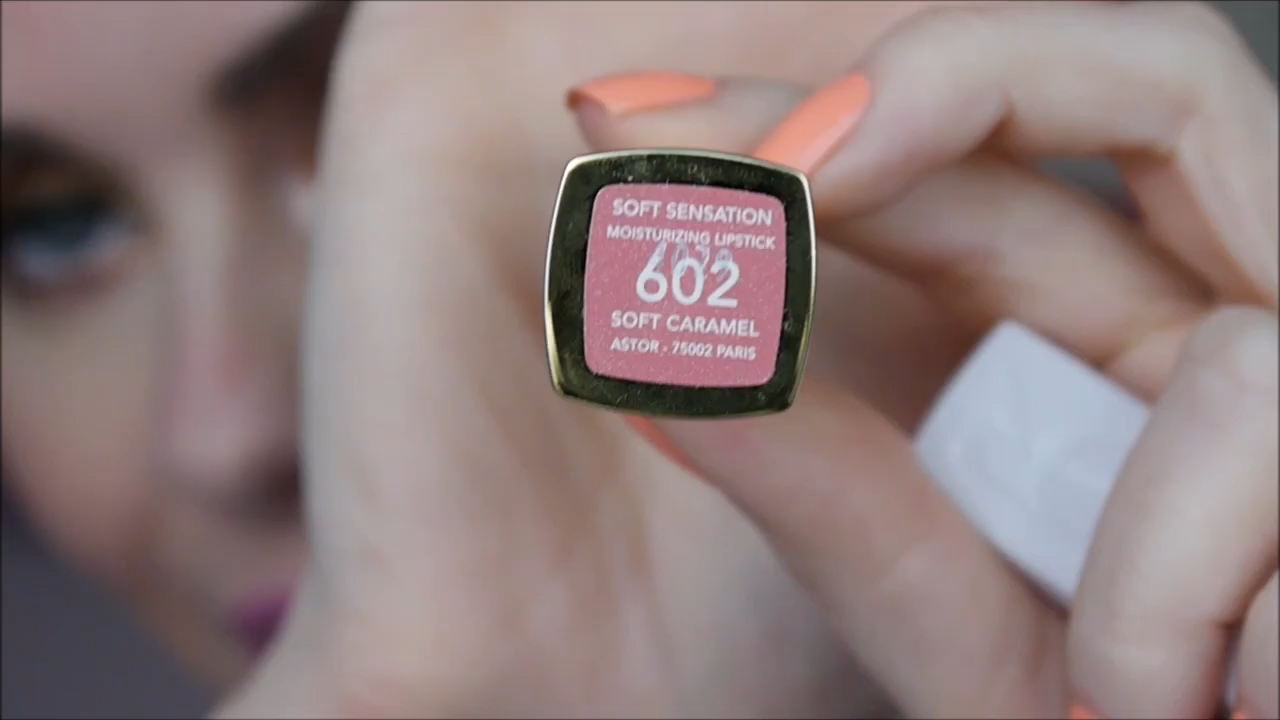 SOFT SENSATION
MOISTURIZING LIPSTICK
602
SOFT CARAMEL
ASTOR - 75002 PARIS